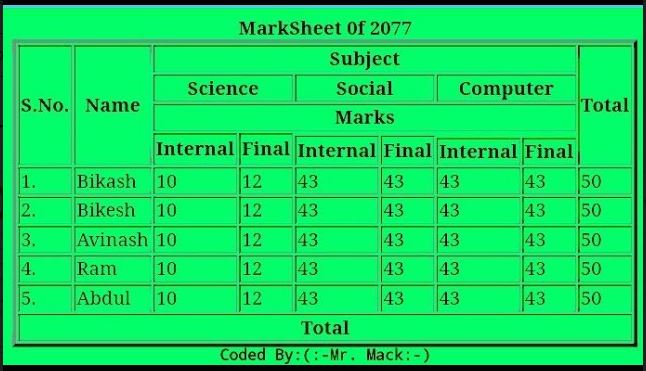 MarkSheet 0f 2077
S.No. Name Subject Total
Science Social Computer
Marks
Internal Final Internal Final Internal Final
1. Bikash 10 12 43 43 43 43 50
2. Bikesh 10 12 43 43 43 43 50
3. Avinash 10 12 43 43 43 43 50
4. Ram 10 12 43 43 43 43 50
5. Abdul 10 12 43 43 43 43 50
Total
Coded By:(:-Mr. Mack:-)